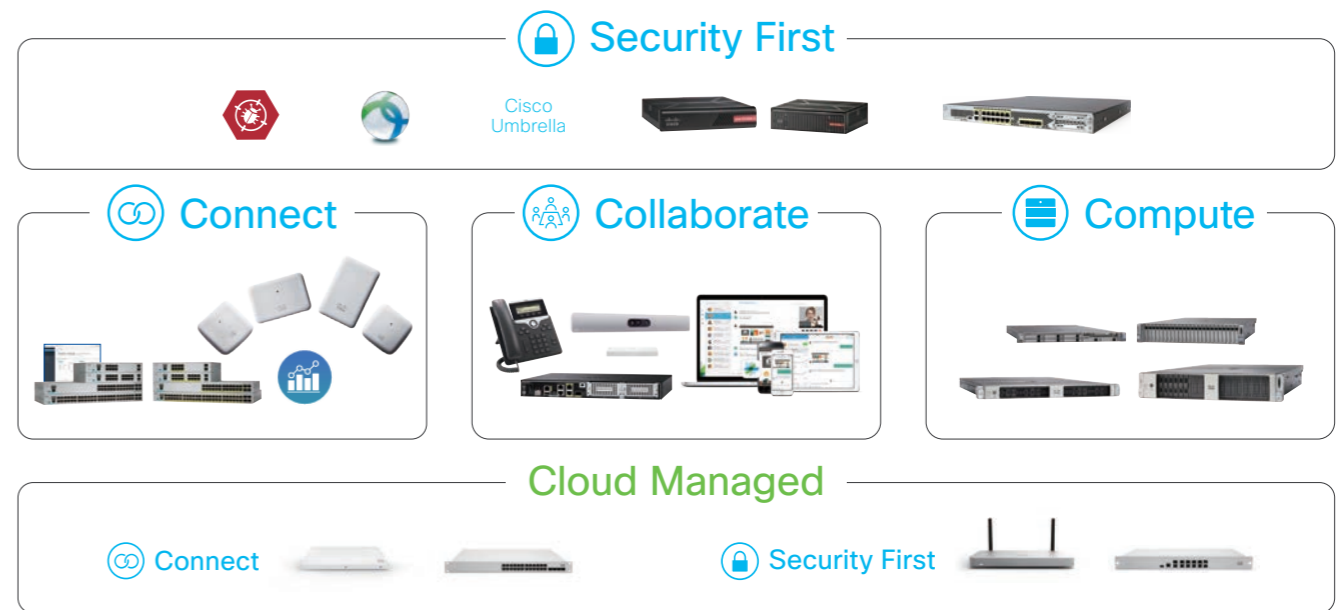 Security First
Cisco
Umbrella
Connect
Collaborate
Compute
Cloud Managed
Connect
Security First